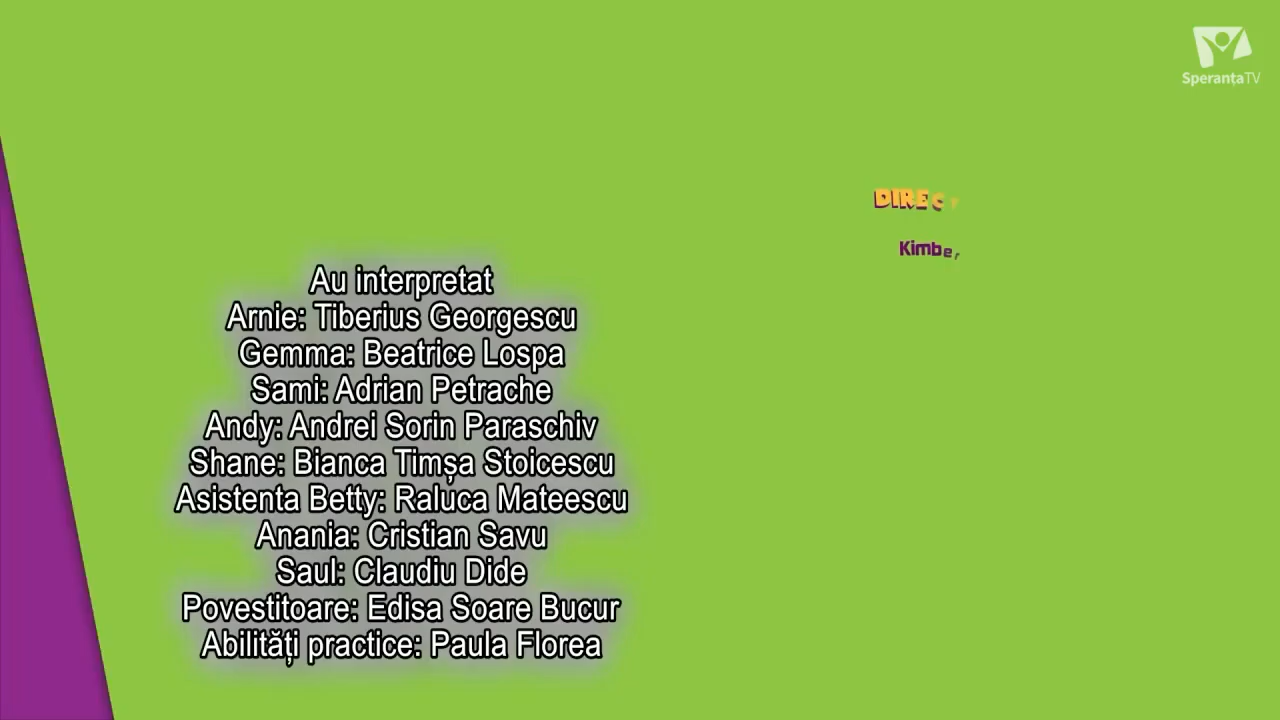 SperanțaTV
Au interpretat
Arnie: Tiberius Georgescu
Gemma: Beatrice Lospa
Sami: Adrian Petrache
Andy: Andrei Sorin Paraschiv
Shane: Bianca Timșa Stoicescu
Asistenta Betty: Raluca Mateescu
Anania: Cristian Savu
Saul: Claudiu Dide
Povestitoare: Edisa Soare Bucur
Abilități practice: Paula Florea
DIRECT
Kimber